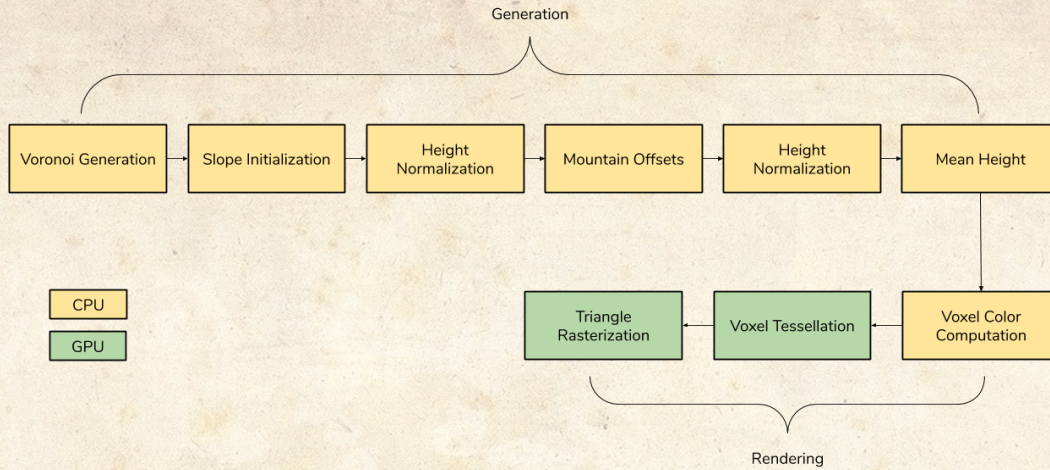 Generation
Voronoi Generation
Slope Initialization
Height
Normalization
Mountain Offsets
Height
Normalization
Mean Height
CPU
GPU
Triangle
Rasterization
Voxel Tessellation
Voxel Color
Computation
Rendering